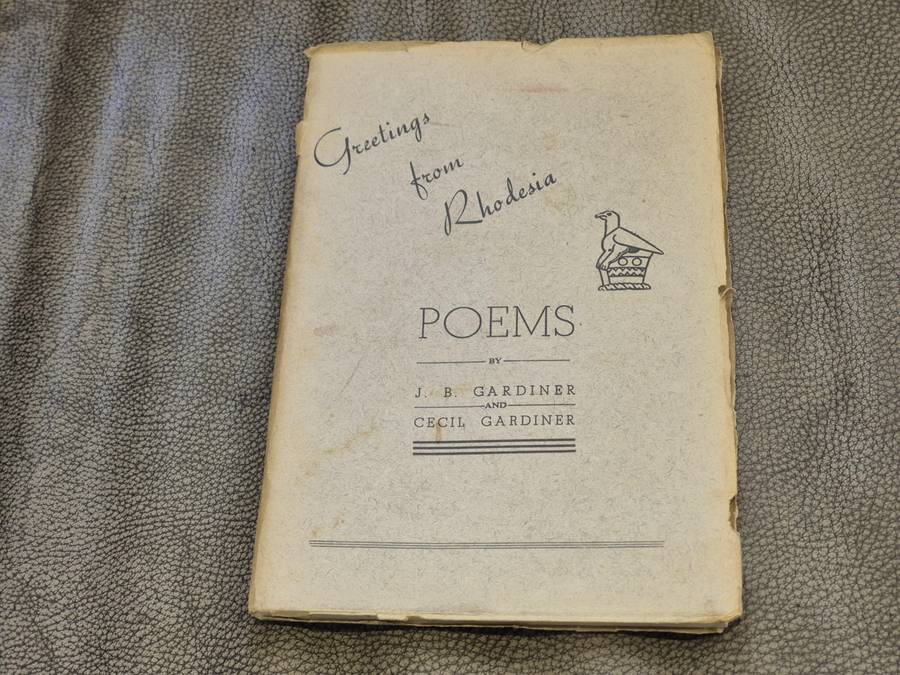 Greetings
from
Rhodesia
POEMS
BY
J. B. GARDINER
AND
CECIL GARDINER